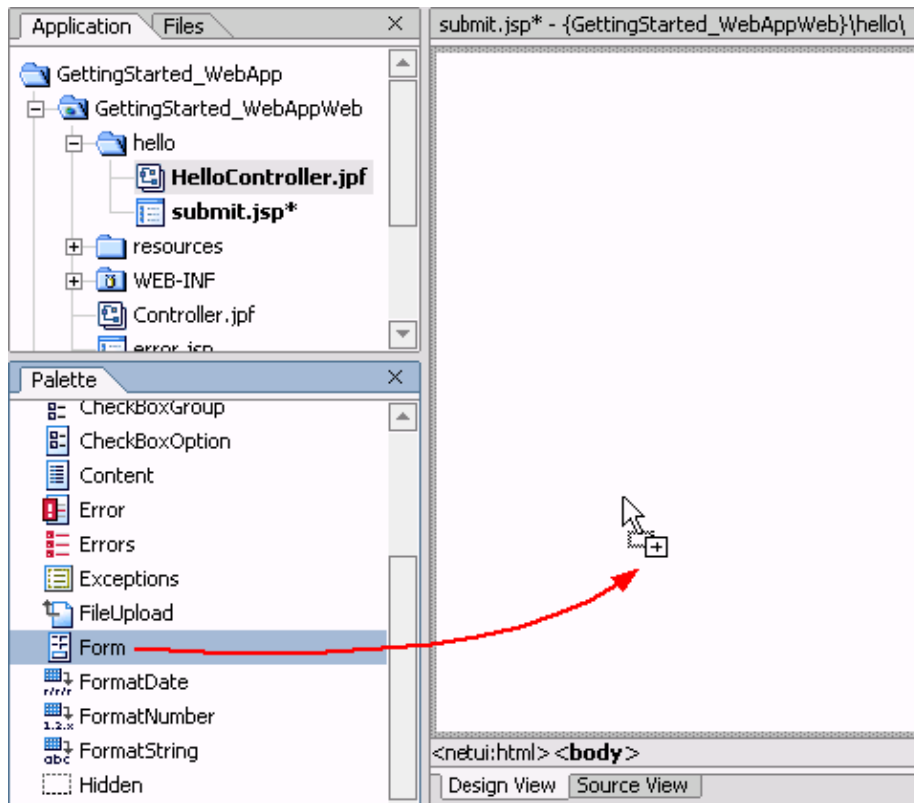 Application Files
GettingStarted_WebApp
GettingStarted_WebAppWeb
hello
HelloController.jpf
submit.jsp*
resources
WEB-INF
Controller.jpf
error.jsp
Palette
CheckBoxGroup
CheckBoxOption
Content
Error
Errors
Exceptions
FileUpload
Form
FormatDate
FormatNumber
FormatString
Hidden
submit.jsp* - {GettingStarted_WebAppWeb}\hello\
<netui:html> <body>
Design View Source View